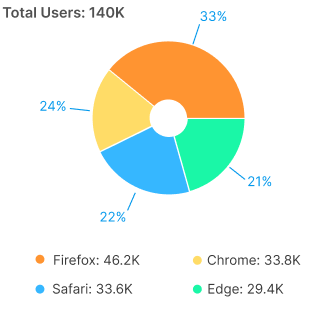 Total Users: 140K
33%
24%
21%
22%
Firefox: 46.2K
Chrome: 33.8K
Safari: 33.6K
Edge: 29.4K